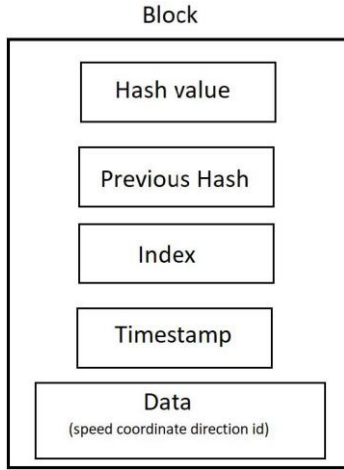 Block
Hash value
Previous Hash
Index
Timestamp
Data
(speed coordinate direction id)